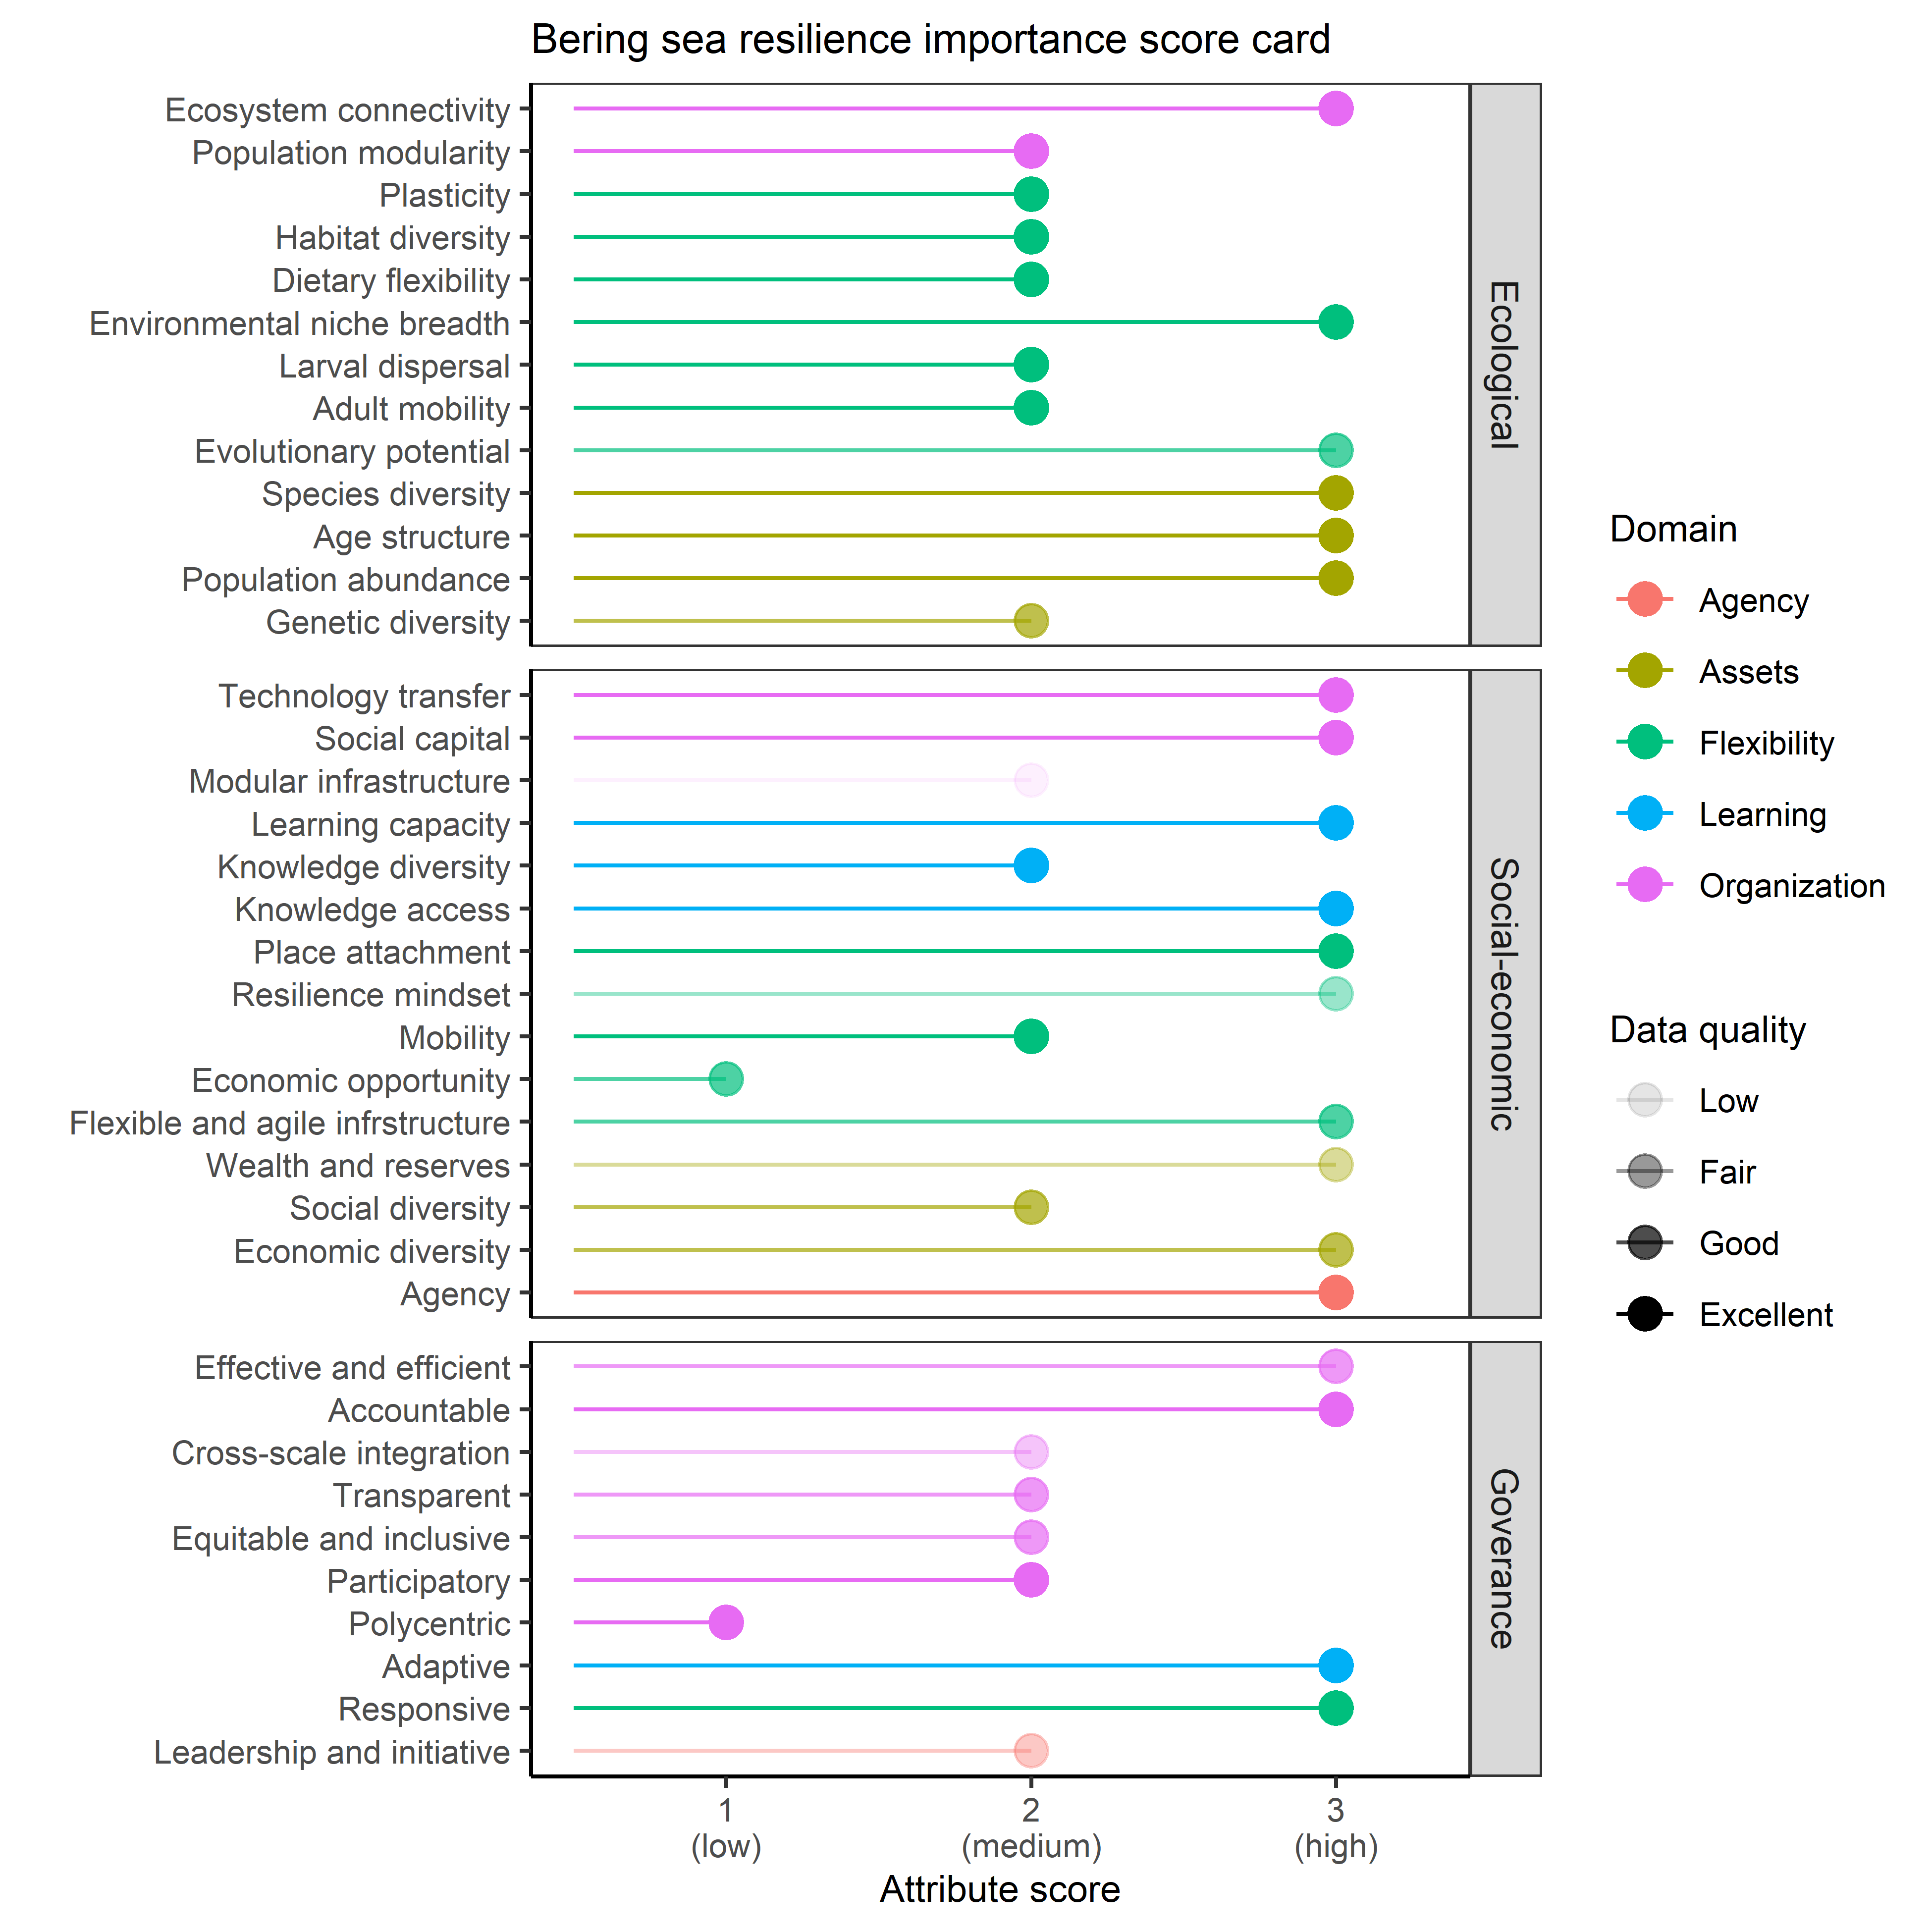 Bering sea resilience importance score card
Ecosystem connectivity
Population modularity
Plasticity
Habitat diversity
Dietary flexibility
Environmental niche breadth
Larval dispersal
Adult mobility
Evolutionary potential
Species diversity
Age structure
Population abundance
Genetic diversity
Ecological
Technology transfer
Social capital
Modular infrastructure
Learning capacity
Knowledge diversity
Knowledge access
Place attachment
Resilience mindset
Mobility
Economic opportunity
Flexible and agile infrstructure
Wealth and reserves
Social diversity
Economic diversity
Agency
Social-economic
Effective and efficient
Accountable
Cross-scale integration
Transparent
Equitable and inclusive
Participatory
Polycentric
Adaptive
Responsive
Leadership and initiative
Goverance
1
(low)
2
(medium)
3
(high)
Attribute score
Domain
Agency
Assets
Flexibility
Learning
Organization
Data quality
Low
Fair
Good
Excellent